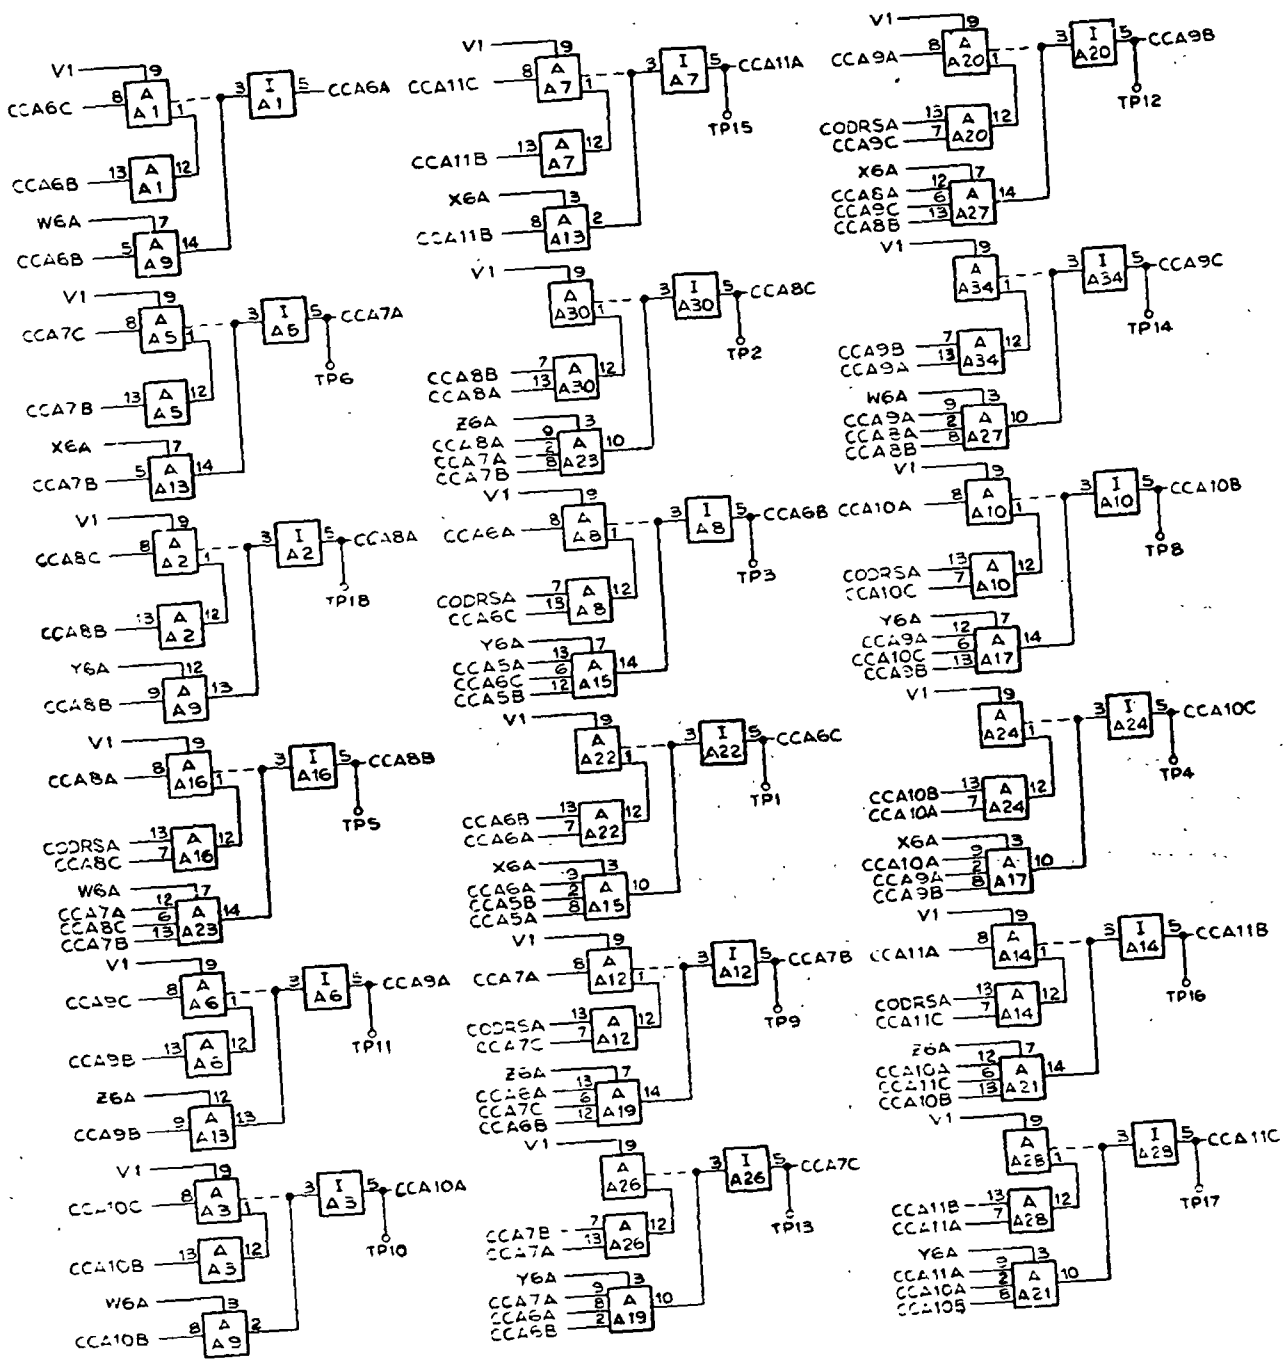 V1
9
CCA6C
8
A
A1
1
3
I
A1
5
CCA6A
CCA6B
13
A
A1
12
W6A
7
CCA6B
5
A
A9
14
V1
9
CCA7C
8
A
A5
1
3
I
A5
5
CCA7A
TP6
CCA7B
13
A
A5
12
X6A
7
CCA7B
5
A
A13
14
V1
9
CCA8C
8
A
A2
1
3
I
A2
5
CCA8A
TP18
CCA8B
13
A
A2
12
Y6A
12
CCA8B
9
A
A9
13
V1
9
CCA8A
8
A
A16
1
3
I
A16
5
CCA8B
TP5
CODRSA
13
CCA8C
7
A
A16
12
W6A
7
CCA7A
12
CCA8C
6
CCA7B
13
A
A23
14
V1
9
CCA9C
8
A
A6
1
3
I
A6
5
CCA9A
TP11
CCA9B
13
A
A6
12
Z6A
12
CCA9B
9
A
A13
13
V1
9
CCA10C
8
A
A3
1
3
I
A3
5
CCA10A
TP10
CCA10B
13
A
A3
12
W6A
3
CCA10B
8
A
A9
2
V1
9
CCA11C
8
A
A7
1
3
I
A7
5
CCA11A
TP15
CCA11B
13
A
A7
12
X6A
3
CCA11B
8
A
A13
2
V1
9
A
A30
1
3
I
A30
5
CCA8C
TP2
CCA8B
7
CCA8A
13
A
A30
12
Z6A
3
CCA8A
9
CCA7A
2
CCA7B
8
A
A23
10
V1
9
CCA6A
8
A
A8
1
3
I
A8
5
CCA6B
TP3
CODRSA
7
CCA6C
13
A
A8
12
Y6A
7
CCA5A
13
CCA6C
6
CCA5B
12
A
A15
14
V1
9
A
A22
1
3
I
A22
5
CCA6C
TP1
CCA6B
13
CCA6A
7
A
A22
12
X6A
3
CCA6A
9
CCA5B
2
CCA5A
8
A
A15
10
V1
9
CCA7A
8
A
A12
1
3
I
A12
5
CCA7B
TP9
CODRSA
13
CCA7C
7
A
A12
12
Z6A
7
CCA6A
13
CCA7C
6
CCA6B
12
A
A19
14
V1
9
A
A26
1
3
I
A26
5
CCA7C
TP13
CCA7B
7
CCA7A
13
A
A26
12
Y6A
3
CCA7A
9
CCA6A
8
CCA6B
2
A
A19
10
V1
9
CCA9A
8
A
A20
1
3
I
A20
5
CCA9B
TP12
CODRSA
13
CCA9C
7
A
A20
12
X6A
7
CCA8A
12
CCA9C
6
CCA8B
13
A
A27
14
V1
9
A
A34
1
3
I
A34
5
CCA9C
TP14
CCA9B
7
CCA9A
13
A
A34
12
W6A
3
CCA9A
9
CCA8A
2
CCA8B
8
A
A27
10
V1
9
CCA10A
8
A
A10
1
3
I
A10
5
CCA10B
TP8
CODRSA
13
CCA10C
7
A
A10
12
Y6A
7
CCA9A
12
CCA10C
6
CCA9B
13
A
A17
14
V1
9
A
A24
1
3
I
A24
5
CCA10C
TP4
CCA10B
13
CCA10A
7
A
A24
12
X6A
3
CCA10A
9
CCA9A
2
CCA9B
8
A
A17
10
V1
9
CCA11A
8
A
A14
1
3
I
A14
5
CCA11B
TP16
CODRSA
13
CCA11C
7
A
A14
12
Z6A
7
CCA10A
12
CCA11C
6
CCA10B
13
A
A21
14
V1
9
A
A28
1
3
I
A28
5
CCA11C
TP17
CCA11B
13
CCA11A
7
A
A28
12
Y6A
3
CCA11A
9
CCA10A
2
CCA10B
8
A
A21
10